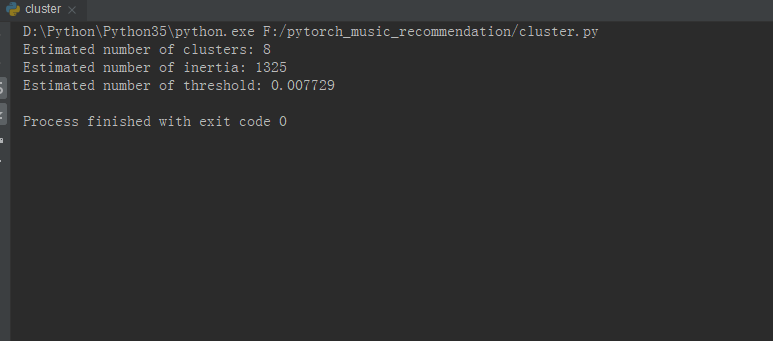 cluster
D:\Python\Python35\python.exe F:/pytorch_music_recommendation/cluster.py
Estimated number of clusters: 8
Estimated number of inertia: 1325
Estimated number of threshold: 0.007729
Process finished with exit code 0